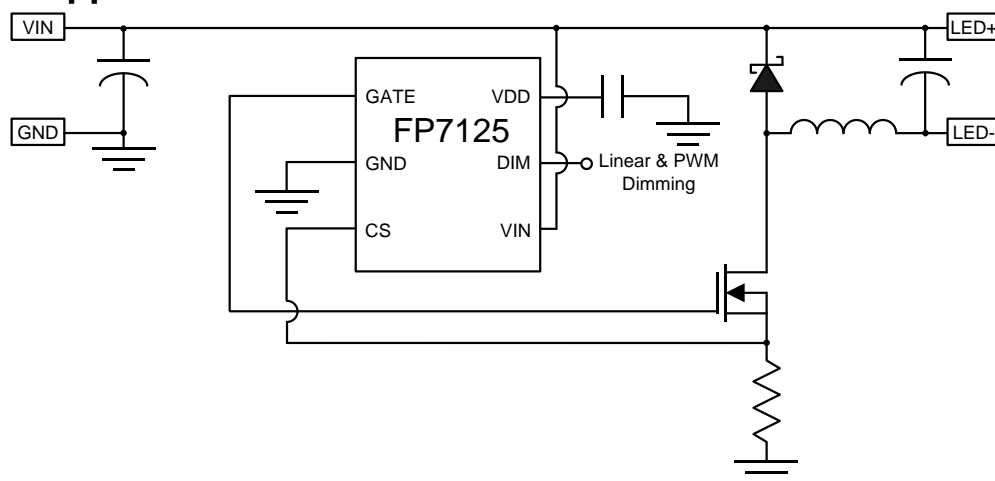 VIN
LED+
GATE
VDD
FP7125
GND
LED-
GND
DIM
Linear & PWM
Dimming
CS
VIN